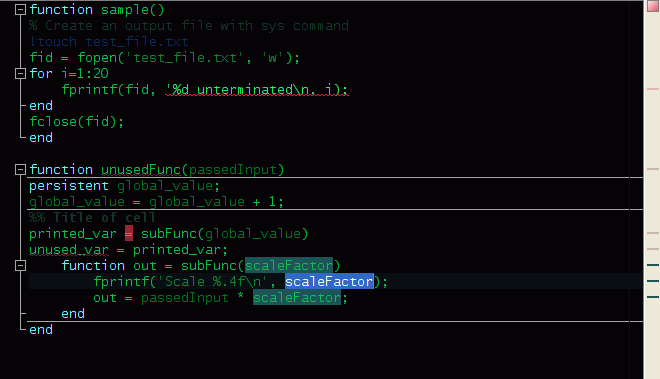 function sample()
% Create an output file with sys command
!touch test_file.txt
fid = fopen('test_file.txt', 'w');
for i=1:20
fprintf(fid, '%d unterminated\n, i);
end
fclose(fid);
end
function unusedFunc(passedInput)
persistent global_value;
global_value = global_value + 1;
%% Title of cell
printed_var = subFunc(global_value)
unused_var = printed_var;
function out = subFunc(scaleFactor)
fprintf('Scale %.4f\n', scaleFactor);
out = passedInput * scaleFactor;
end
end